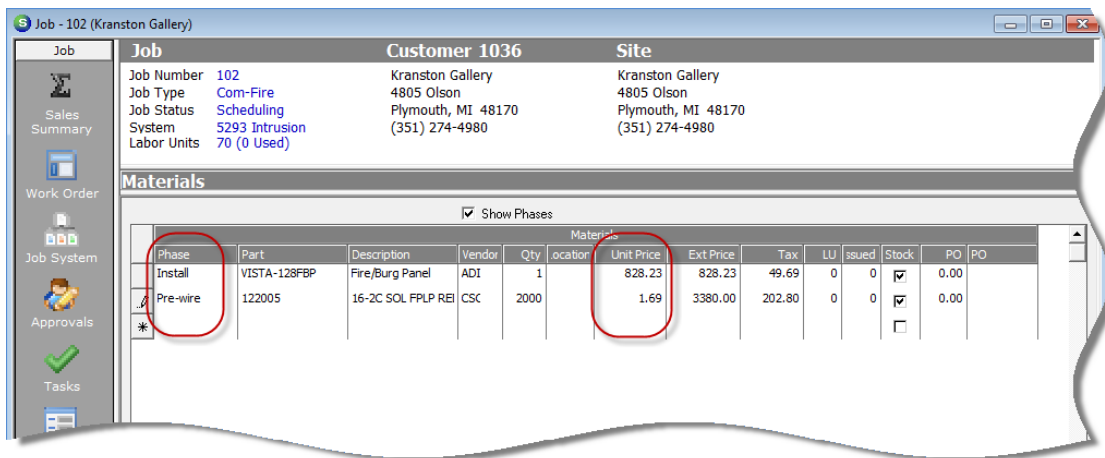 Job - 102 (Kranston Gallery)
Job
Sales
Summary
Work Order
Job System
Approvals
Tasks
Job Customer 1036 Site
Job Number 102 Kranston Gallery Kranston Gallery
Job Type Com-Fire 4805 Olson 4805 Olson
Job Status Scheduling Plymouth, MI 48170 Plymouth, MI 48170
System 5293 Intrusion (351) 274-4980 (351) 274-4980
Labor Units 70 (0 Used)
Materials
Show Phases
Materials
Phase Part Description Vendor Qty .ocation Unit Price Ext Price Tax LU ssued Stock PO PO
Install VISTA-128FBP Fire/Burg Panel ADI 1 828.23 828.23 49.69 0 0 0.00
Pre-wire 122005 16-2C SOL FPLP REI CSC 2000 1.69 3380.00 202.80 0 0 0.00